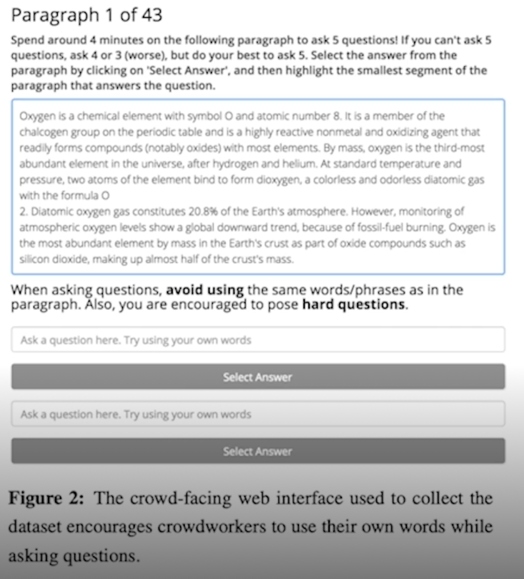 Paragraph 1 of 43
Spend around 4 minutes on the following paragraph to ask 5 questions! If you can't ask 5
questions, ask 4 or 3 (worse), but do your best to ask 5. Select the answer from the
paragraph by clicking on 'Select Answer', and then highlight the smallest segment of the
paragraph that answers the question.
Oxygen is a chemical element with symbol O and atomic number 8. It is a member of the
chalcogen group on the periodic table and is a highly reactive nonmetal and oxidizing agent that
readily forms compounds (notably oxides) with most elements. By mass, oxygen is the third-most
abundant element in the universe, after hydrogen and helium. At standard temperature and
pressure, two atoms of the element bind to form dioxygen, a colorless and odorless diatomic gas
with the formula O
2. Diatomic oxygen gas constitutes 20.8% of the Earth's atmosphere. However, monitoring of
atmospheric oxygen levels show a global downward trend, because of fossil-fuel burning. Oxygen is
the most abundant element by mass in the Earth's crust as part of oxide compounds such as
silicon dioxide, making up almost half of the crust's mass.
When asking questions, avoid using the same words/phrases as in the
paragraph. Also, you are encouraged to pose hard questions.
Ask a question here. Try using your own words
Select Answer
Ask a question here. Try using your own words
Select Answer
Figure 2: The crowd-facing web interface used to collect the
dataset encourages crowdworkers to use their own words while
asking questions.